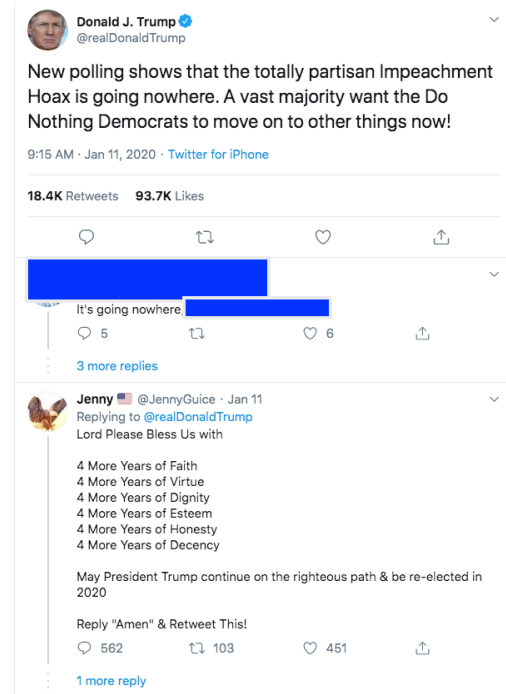 Donald J. Trump
@realDonaldTrump
New polling shows that the totally partisan Impeachment
Hoax is going nowhere. A vast majority want the Do
Nothing Democrats to move on to other things now!
9:15 AM · Jan 11, 2020 · Twitter for iPhone
18.4K Retweets 93.7K Likes
It's going nowhere
5 6
3 more replies
Jenny 🇺🇸 @JennyGuice · Jan 11
Replying to @realDonaldTrump
Lord Please Bless Us with
4 More Years of Faith
4 More Years of Virtue
4 More Years of Dignity
4 More Years of Esteem
4 More Years of Honesty
4 More Years of Decency
May President Trump continue on the righteous path & be re-elected in
2020
Reply "Amen" & Retweet This!
562 103 451
1 more reply